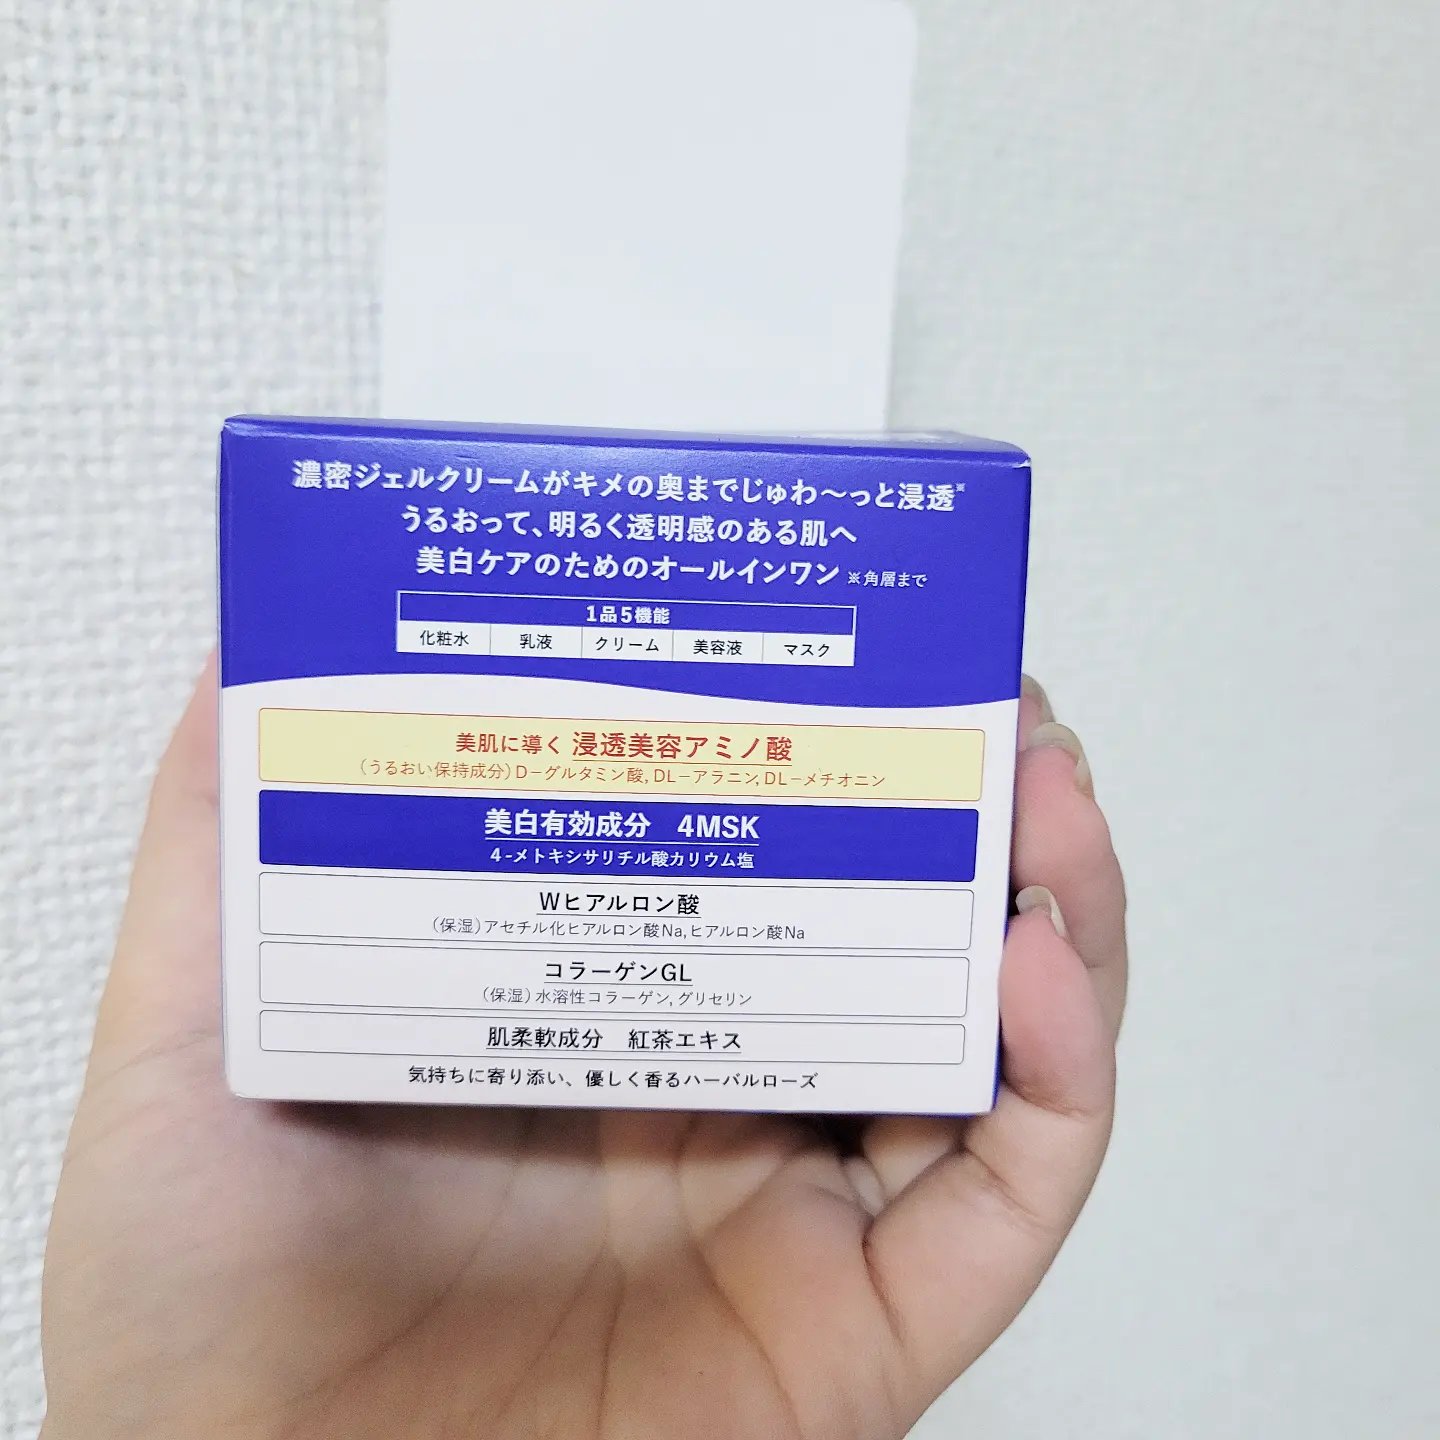 濃密ジェルクリームがキメの奥までじゅわ〜っと浸透※
うるおって、明るく透明感のある肌へ
美白ケアのためのオールインワン ※角層まで
1品5機能
化粧水 乳液 クリーム 美容液 マスク
美肌に導く 浸透美容アミノ酸
（うるおい保持成分）D−グルタミン酸, DL−アラニン, DL−メチオニン
美白有効成分 4MSK
4-メトキシサリチル酸カリウム塩
Wヒアルロン酸
（保湿）アセチル化ヒアルロン酸Na, ヒアルロン酸Na
コラーゲンGL
（保湿）水溶性コラーゲン, グリセリン
肌柔軟成分 紅茶エキス
気持ちに寄り添い、優しく香るハーバルローズ